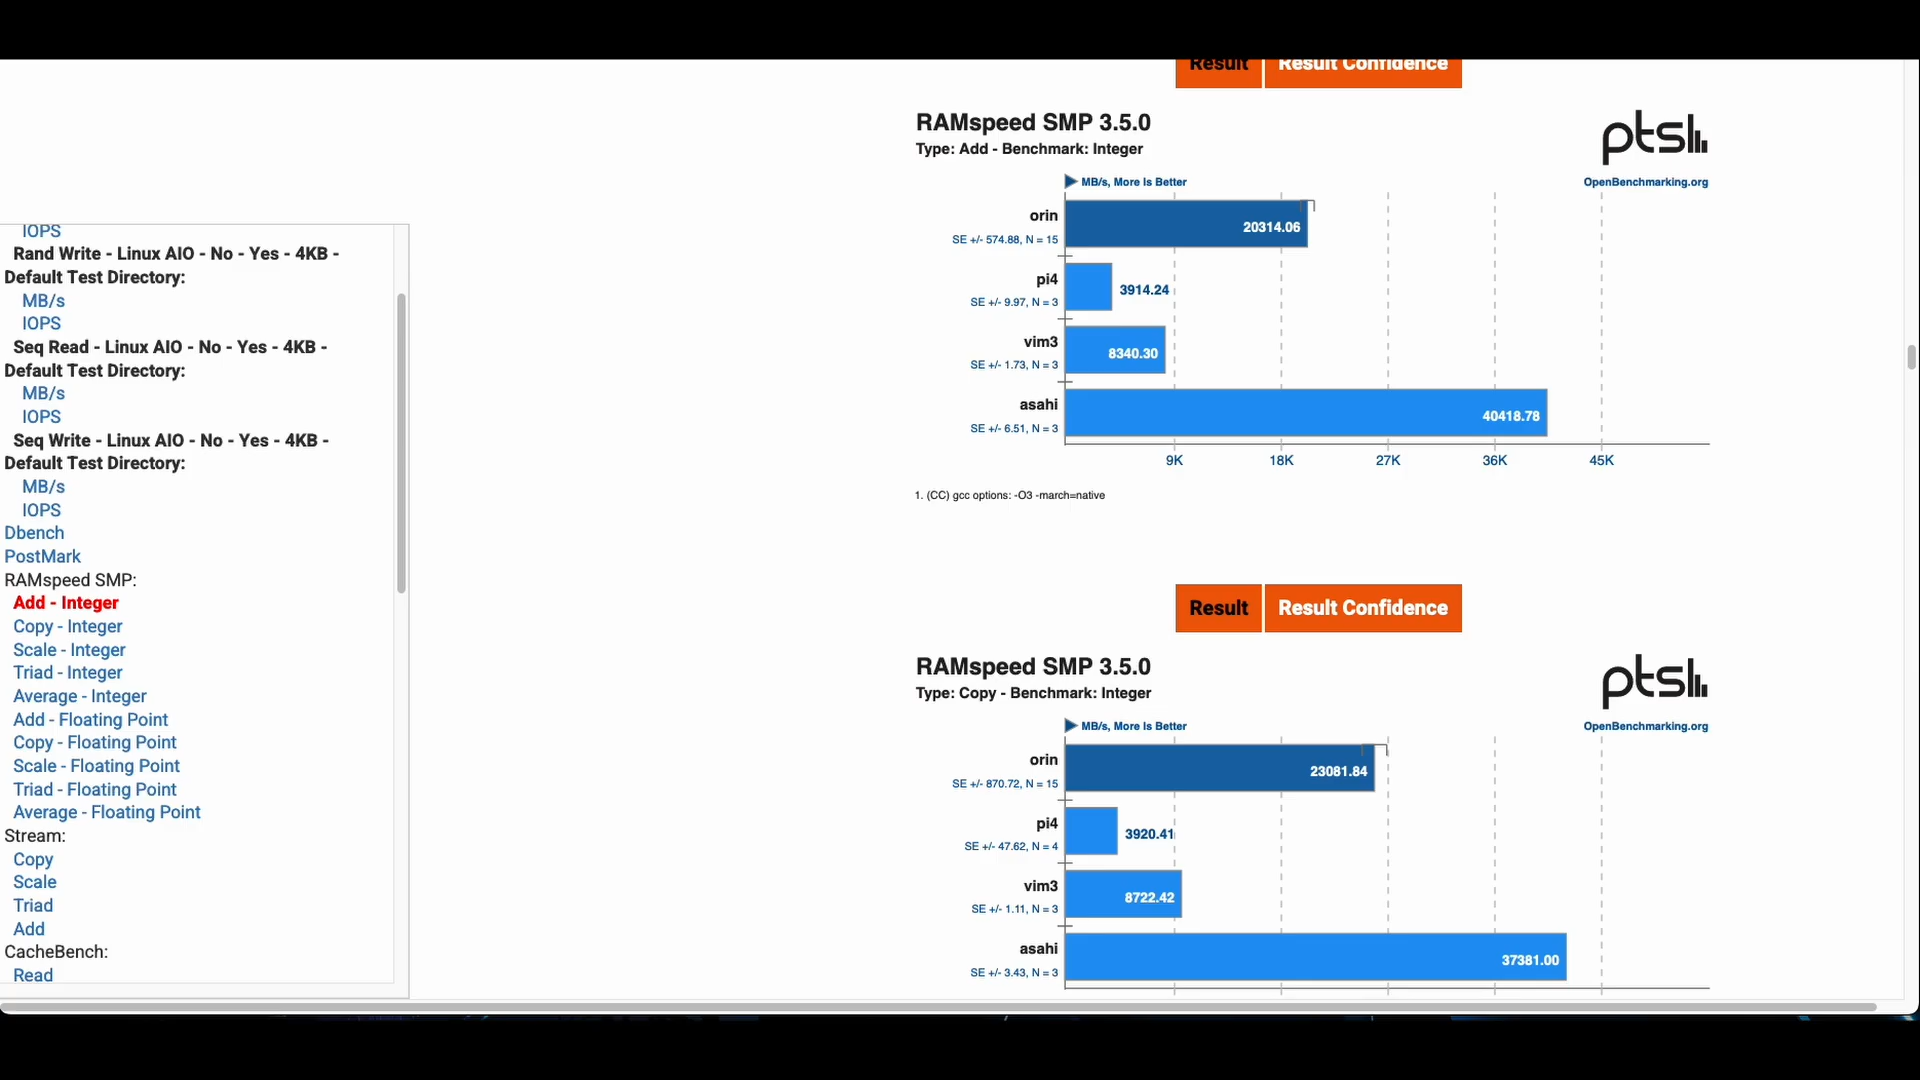 IOPS
Rand Write - Linux AIO - No - Yes - 4KB -
Default Test Directory:
MB/s
IOPS
Seq Read - Linux AIO - No - Yes - 4KB -
Default Test Directory:
MB/s
IOPS
Seq Write - Linux AIO - No - Yes - 4KB -
Default Test Directory:
MB/s
IOPS
Dbench
PostMark
RAMspeed SMP:
Add - Integer
Copy - Integer
Scale - Integer
Triad - Integer
Average - Integer
Add - Floating Point
Copy - Floating Point
Scale - Floating Point
Triad - Floating Point
Average - Floating Point
Stream:
Copy
Scale
Triad
Add
CacheBench:
Read
Result Result Confidence
RAMspeed SMP 3.5.0
Type: Add - Benchmark: Integer
pts
MB/s, More Is Better
OpenBenchmarking.org
orin
SE +/- 574.88, N = 15
20314.06
pi4
SE +/- 9.97, N = 3
3914.24
vim3
SE +/- 1.73, N = 3
8340.30
asahi
SE +/- 6.51, N = 3
40418.78
9K 18K 27K 36K 45K
1. (CC) gcc options: -O3 -march=native
Result Result Confidence
RAMspeed SMP 3.5.0
Type: Copy - Benchmark: Integer
pts
MB/s, More Is Better
OpenBenchmarking.org
orin
SE +/- 870.72, N = 15
23081.84
pi4
SE +/- 47.62, N = 4
3920.41
vim3
SE +/- 1.11, N = 3
8722.42
asahi
SE +/- 3.43, N = 3
37381.00